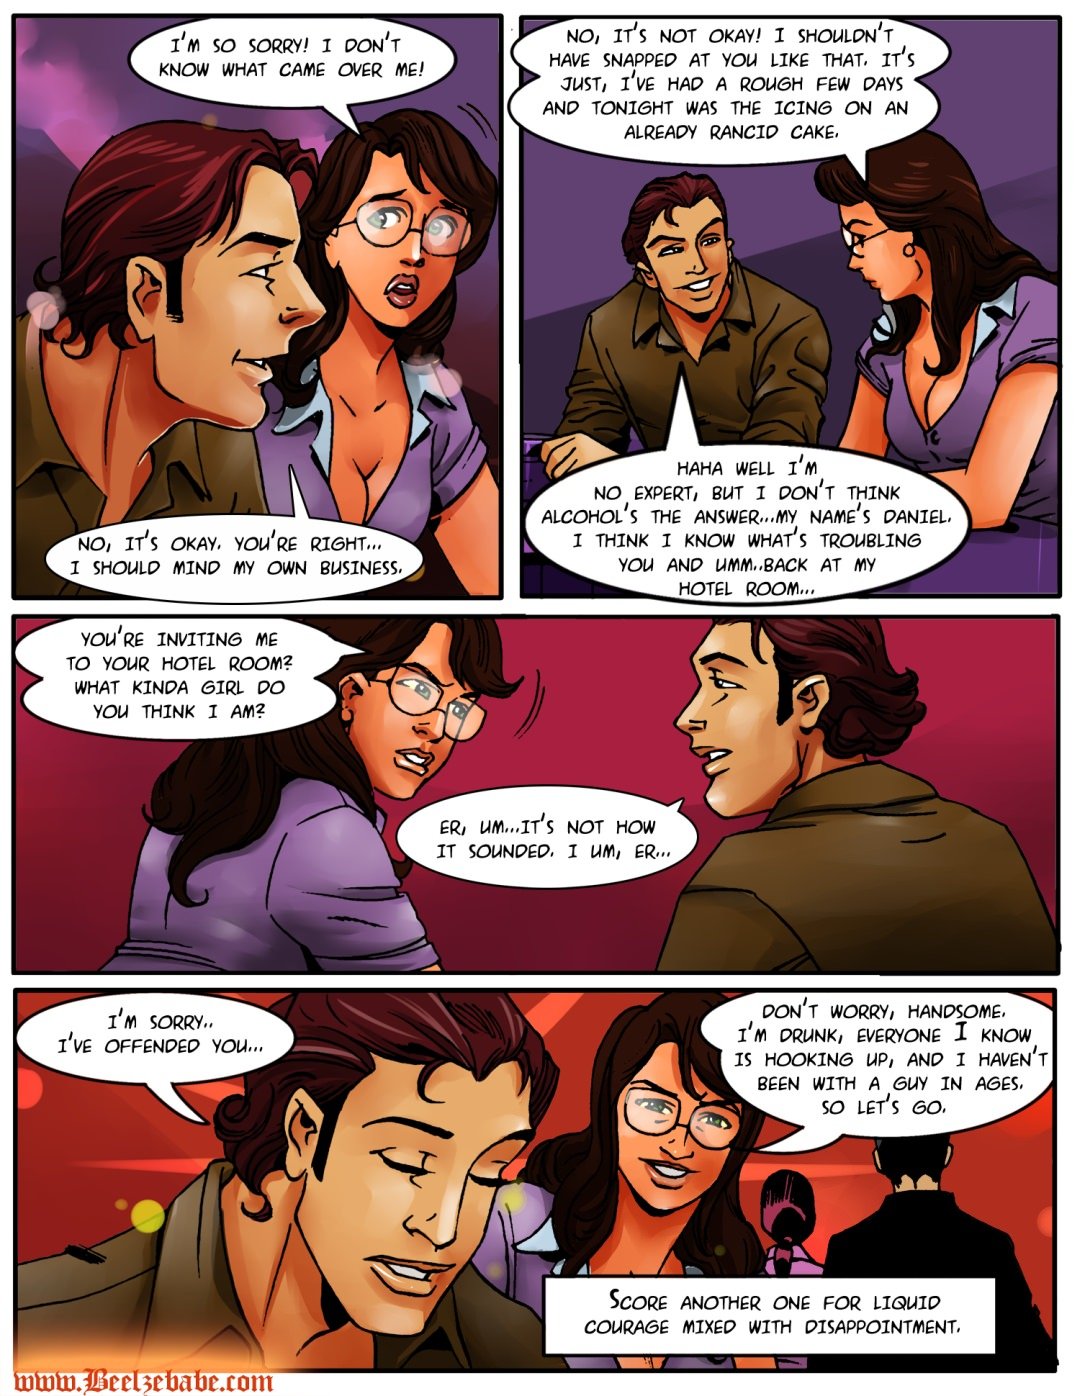 I'M SO SORRY! I DON'T
KNOW WHAT CAME OVER ME!
NO, IT'S OKAY. YOU'RE RIGHT...
I SHOULD MIND MY OWN BUSINESS.
NO, IT'S NOT OKAY! I SHOULDN'T
HAVE SNAPPED AT YOU LIKE THAT. IT'S
JUST, I'VE HAD A ROUGH FEW DAYS
AND TONIGHT WAS THE ICING ON AN
ALREADY RANCID CAKE.
HAHA WELL I'M
NO EXPERT, BUT I DON'T THINK
ALCOHOL'S THE ANSWER...MY NAME'S DANIEL.
I THINK I KNOW WHAT'S TROUBLING
YOU AND UMM..BACK AT MY
HOTEL ROOM...
YOU'RE INVITING ME
TO YOUR HOTEL ROOM?
WHAT KINDA GIRL DO
YOU THINK I AM?
ER, UM...IT'S NOT HOW
IT SOUNDED. I UM, ER...
I'M SORRY..
I'VE OFFENDED YOU...
DON'T WORRY, HANDSOME.
I'M DRUNK, EVERYONE I KNOW
IS HOOKING UP, AND I HAVEN'T
BEEN WITH A GUY IN AGES.
SO LET'S GO.
SCORE ANOTHER ONE FOR LIQUID
COURAGE MIXED WITH DISAPPOINTMENT.
www.Beelzebabe.com